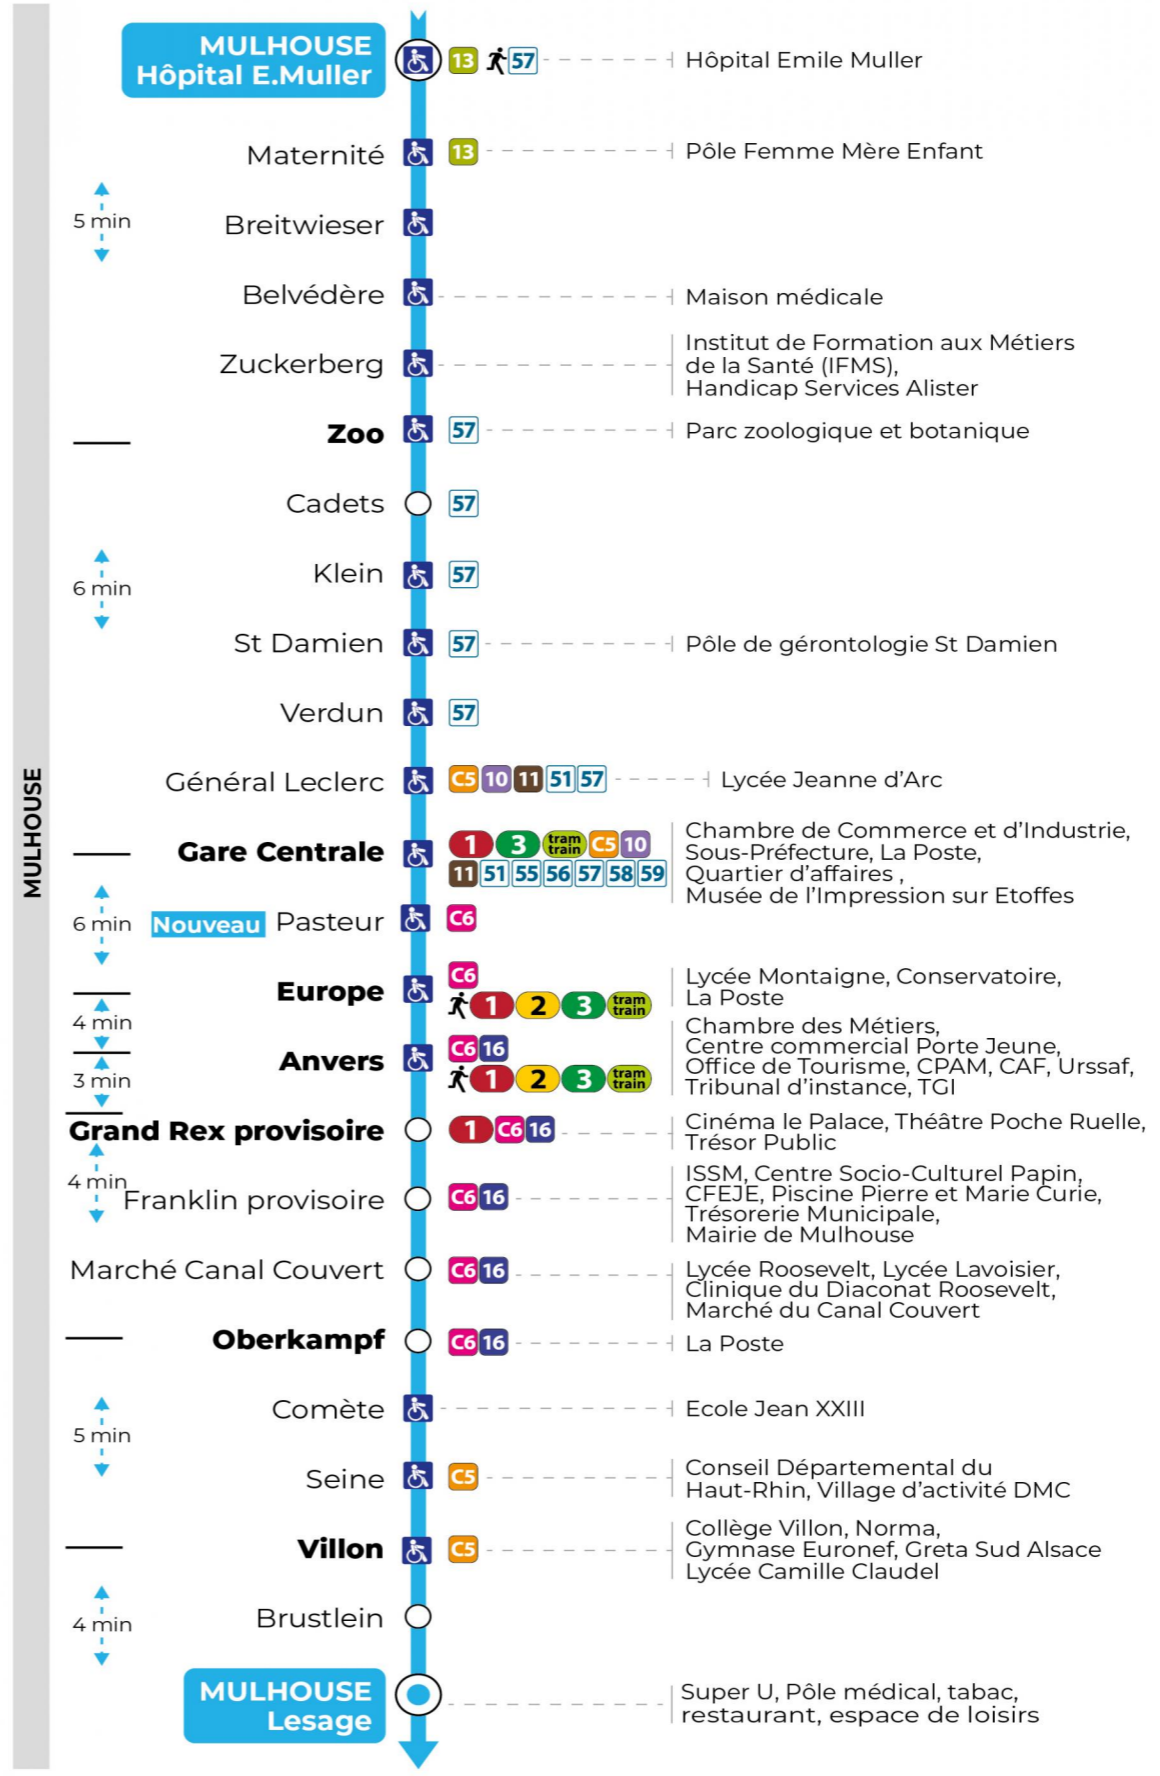 MULHOUSE
MULHOUSE
Hôpital E.Muller
13 57
Hôpital Emile Muller
Maternité
13
Pôle Femme Mère Enfant
5 min
Breitwieser
Belvédère
Maison médicale
Zuckerberg
Institut de Formation aux Métiers
de la Santé (IFMS),
Handicap Services Alister
Zoo
57
Parc zoologique et botanique
Cadets
57
6 min
Klein
57
St Damien
57
Pôle de gérontologie St Damien
Verdun
57
Général Leclerc
C5 10 11 51 57
Lycée Jeanne d’Arc
Gare Centrale
1 3 tram train C5 10
11 51 55 56 57 58 59
Chambre de Commerce et d’Industrie,
Sous-Préfecture, La Poste,
Quartier d’affaires ,
Musée de l’Impression sur Etoffes
6 min
Nouveau Pasteur
C6
Europe
C6
1 2 3 tram train
Lycée Montaigne, Conservatoire,
La Poste
4 min
Anvers
C6 16
1 2 3 tram train
Chambre des Métiers,
Centre commercial Porte Jeune,
Office de Tourisme, CPAM, CAF, Urssaf,
Tribunal d’instance, TGI
3 min
Grand Rex provisoire
1 C6 16
Cinéma le Palace, Théâtre Poche Ruelle,
Trésor Public
4 min
Franklin provisoire
C6 16
ISSM, Centre Socio-Culturel Papin,
CFEJE, Piscine Pierre et Marie Curie,
Trésorerie Municipale,
Mairie de Mulhouse
Marché Canal Couvert
C6 16
Lycée Roosevelt, Lycée Lavoisier,
Clinique du Diaconat Roosevelt,
Marché du Canal Couvert
Oberkampf
C6 16
La Poste
Comète
Ecole Jean XXIII
5 min
Seine
C5
Conseil Départemental du
Haut-Rhin, Village d’activité DMC
Villon
C5
Collège Villon, Norma,
Gymnase Euronef, Greta Sud Alsace
Lycée Camille Claudel
4 min
Brustlein
MULHOUSE
Lesage
Super U, Pôle médical, tabac,
restaurant, espace de loisirs